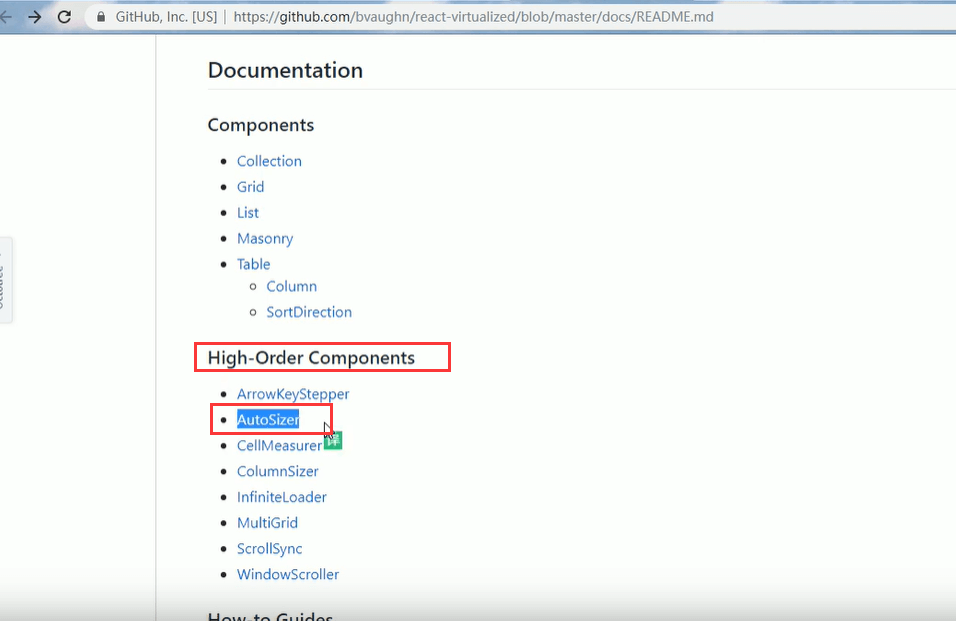 GitHub, Inc. [US] | https://github.com/bvaughn/react-virtualized/blob/master/docs/README.md
Documentation
Components
Collection
Grid
List
Masonry
Table
Column
SortDirection
High-Order Components
ArrowKeyStepper
AutoSizer
CellMeasurer
译
ColumnSizer
InfiniteLoader
MultiGrid
ScrollSync
WindowScroller
How-to Guides